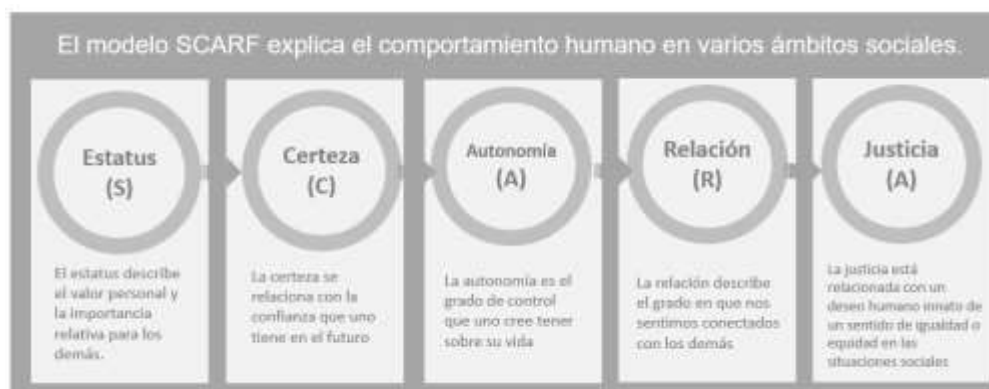 El modelo SCARF explica el comportamiento humano en varios ámbitos sociales.
Estatus
(S)
El estatus describe
el valor personal y
la importancia
relativa para los
demás.
Certeza
(C)
La certeza se
relaciona con la
confianza que uno
tiene en el futuro
Autonomía
(A)
La autonomía es el
grado de control
que uno cree tener
sobre su vida
Relación
(R)
La relación describe
el grado en que nos
sentimos conectados
con los demás
Justicia
(A)
La justicia está
relacionada con un
deseo humano innato de
un sentido de igualdad o
equidad en las
situaciones sociales